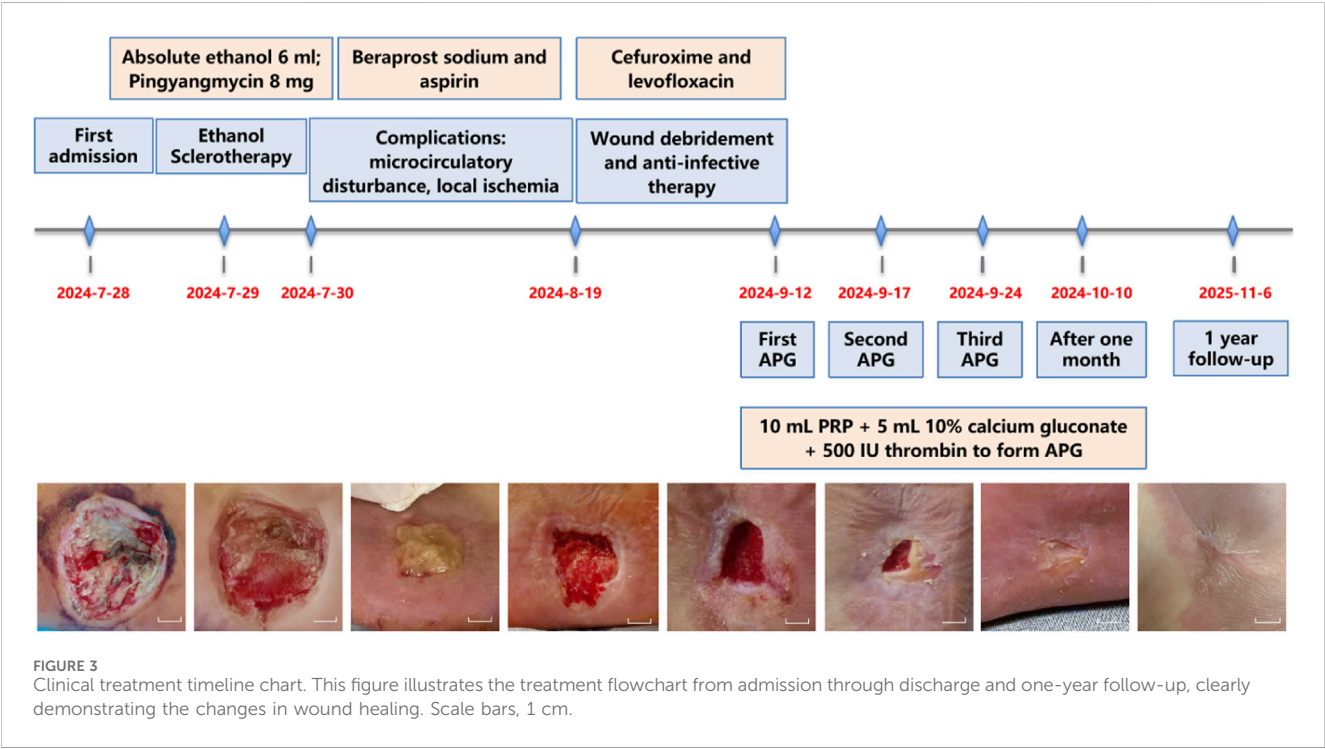 Absolute ethanol 6 ml;
Pingyangmycin 8 mg
Beraprost sodium and
aspirin
Cefuroxime and
levofloxacin
First
admission
Ethanol
Sclerotherapy
Complications:
microcirculatory
disturbance, local ischemia
Wound debridement
and anti-infective
therapy
2024-7-28
2024-7-29
2024-7-30
2024-8-19
2024-9-12
2024-9-17
2024-9-24
2024-10-10
2025-11-6
First
APG
Second
APG
Third
APG
After one
month
1 year
follow-up
10 mL PRP + 5 mL 10% calcium gluconate
+ 500 IU thrombin to form APG
FIGURE 3
Clinical treatment timeline chart. This figure illustrates the treatment flowchart from admission through discharge and one-year follow-up, clearly
demonstrating the changes in wound healing. Scale bars, 1 cm.